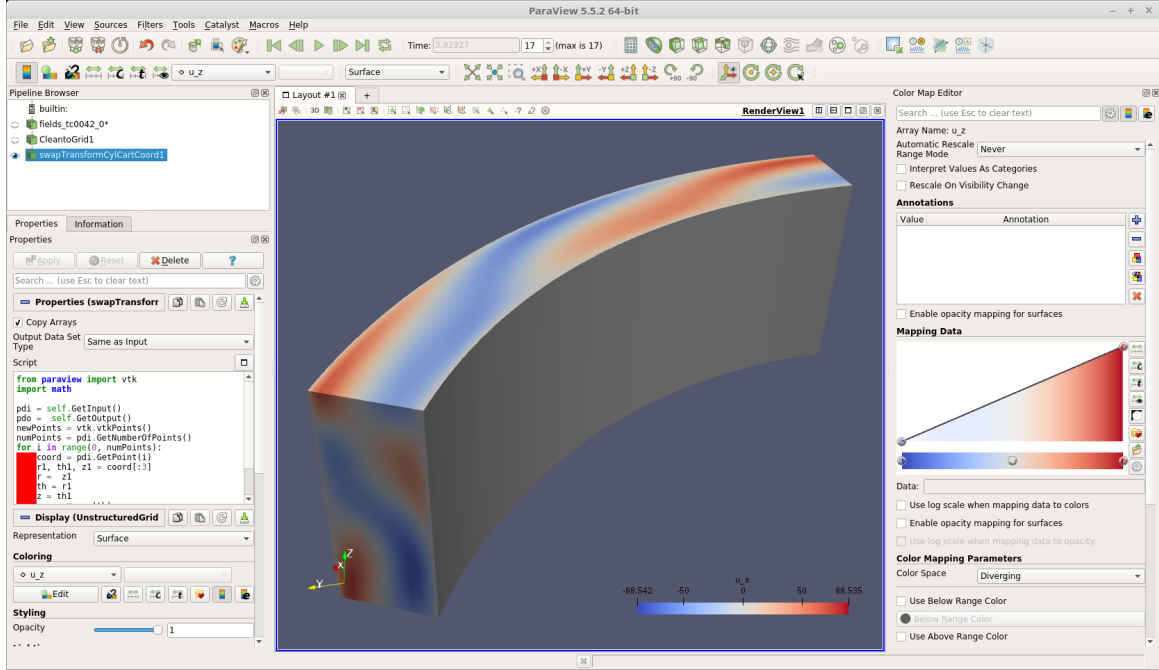 ParaView 5.5.2 64-bit
File Edit View Sources Filters Tools Catalyst Macros Help
Time: 3.92927 17 (max is 17)
u_z Surface +X -X +Y -Y +Z -Z +90 -90
Pipeline Browser
builtin:
fields_tc0042_0*
CleantoGrid1
swapTransformCylCartCoord1
Properties Information
Properties
Apply Reset Delete ?
Search ... (use Esc to clear text)
Properties (swapTransforr
Copy Arrays
Output Data Set Type Same as Input
Script
from paraview import vtk
import math
pdi = self.GetInput()
pdo = self.GetOutput()
newPoints = vtk.vtkPoints()
numPoints = pdi.GetNumberOfPoints()
for i in range(0, numPoints):
coord = pdi.GetPoint(i)
r1, th1, z1 = coord[:3]
r = z1
th = r1
z = th1
Display (UnstructuredGrid
Representation Surface
Coloring
u_z
Edit
Styling
Opacity 1
Layout #1 +
3D RenderView1
Z
X
Y
u_z
-88.542 -50 0 50 88.535
Color Map Editor
Search ... (use Esc to clear text)
Array Name: u_z
Automatic Rescale Range Mode Never
Interpret Values As Categories
Rescale On Visibility Change
Annotations
Value Annotation
Enable opacity mapping for surfaces
Mapping Data
Data:
Use log scale when mapping data to colors
Enable opacity mapping for surfaces
Use log scale when mapping data to opacity
Color Mapping Parameters
Color Space Diverging
Use Below Range Color
Below Range Color
Use Above Range Color